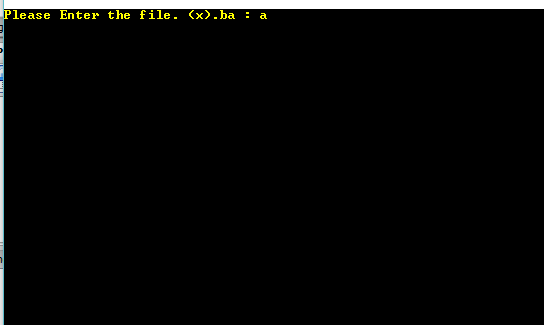 Please Enter the file. (x).ba : a